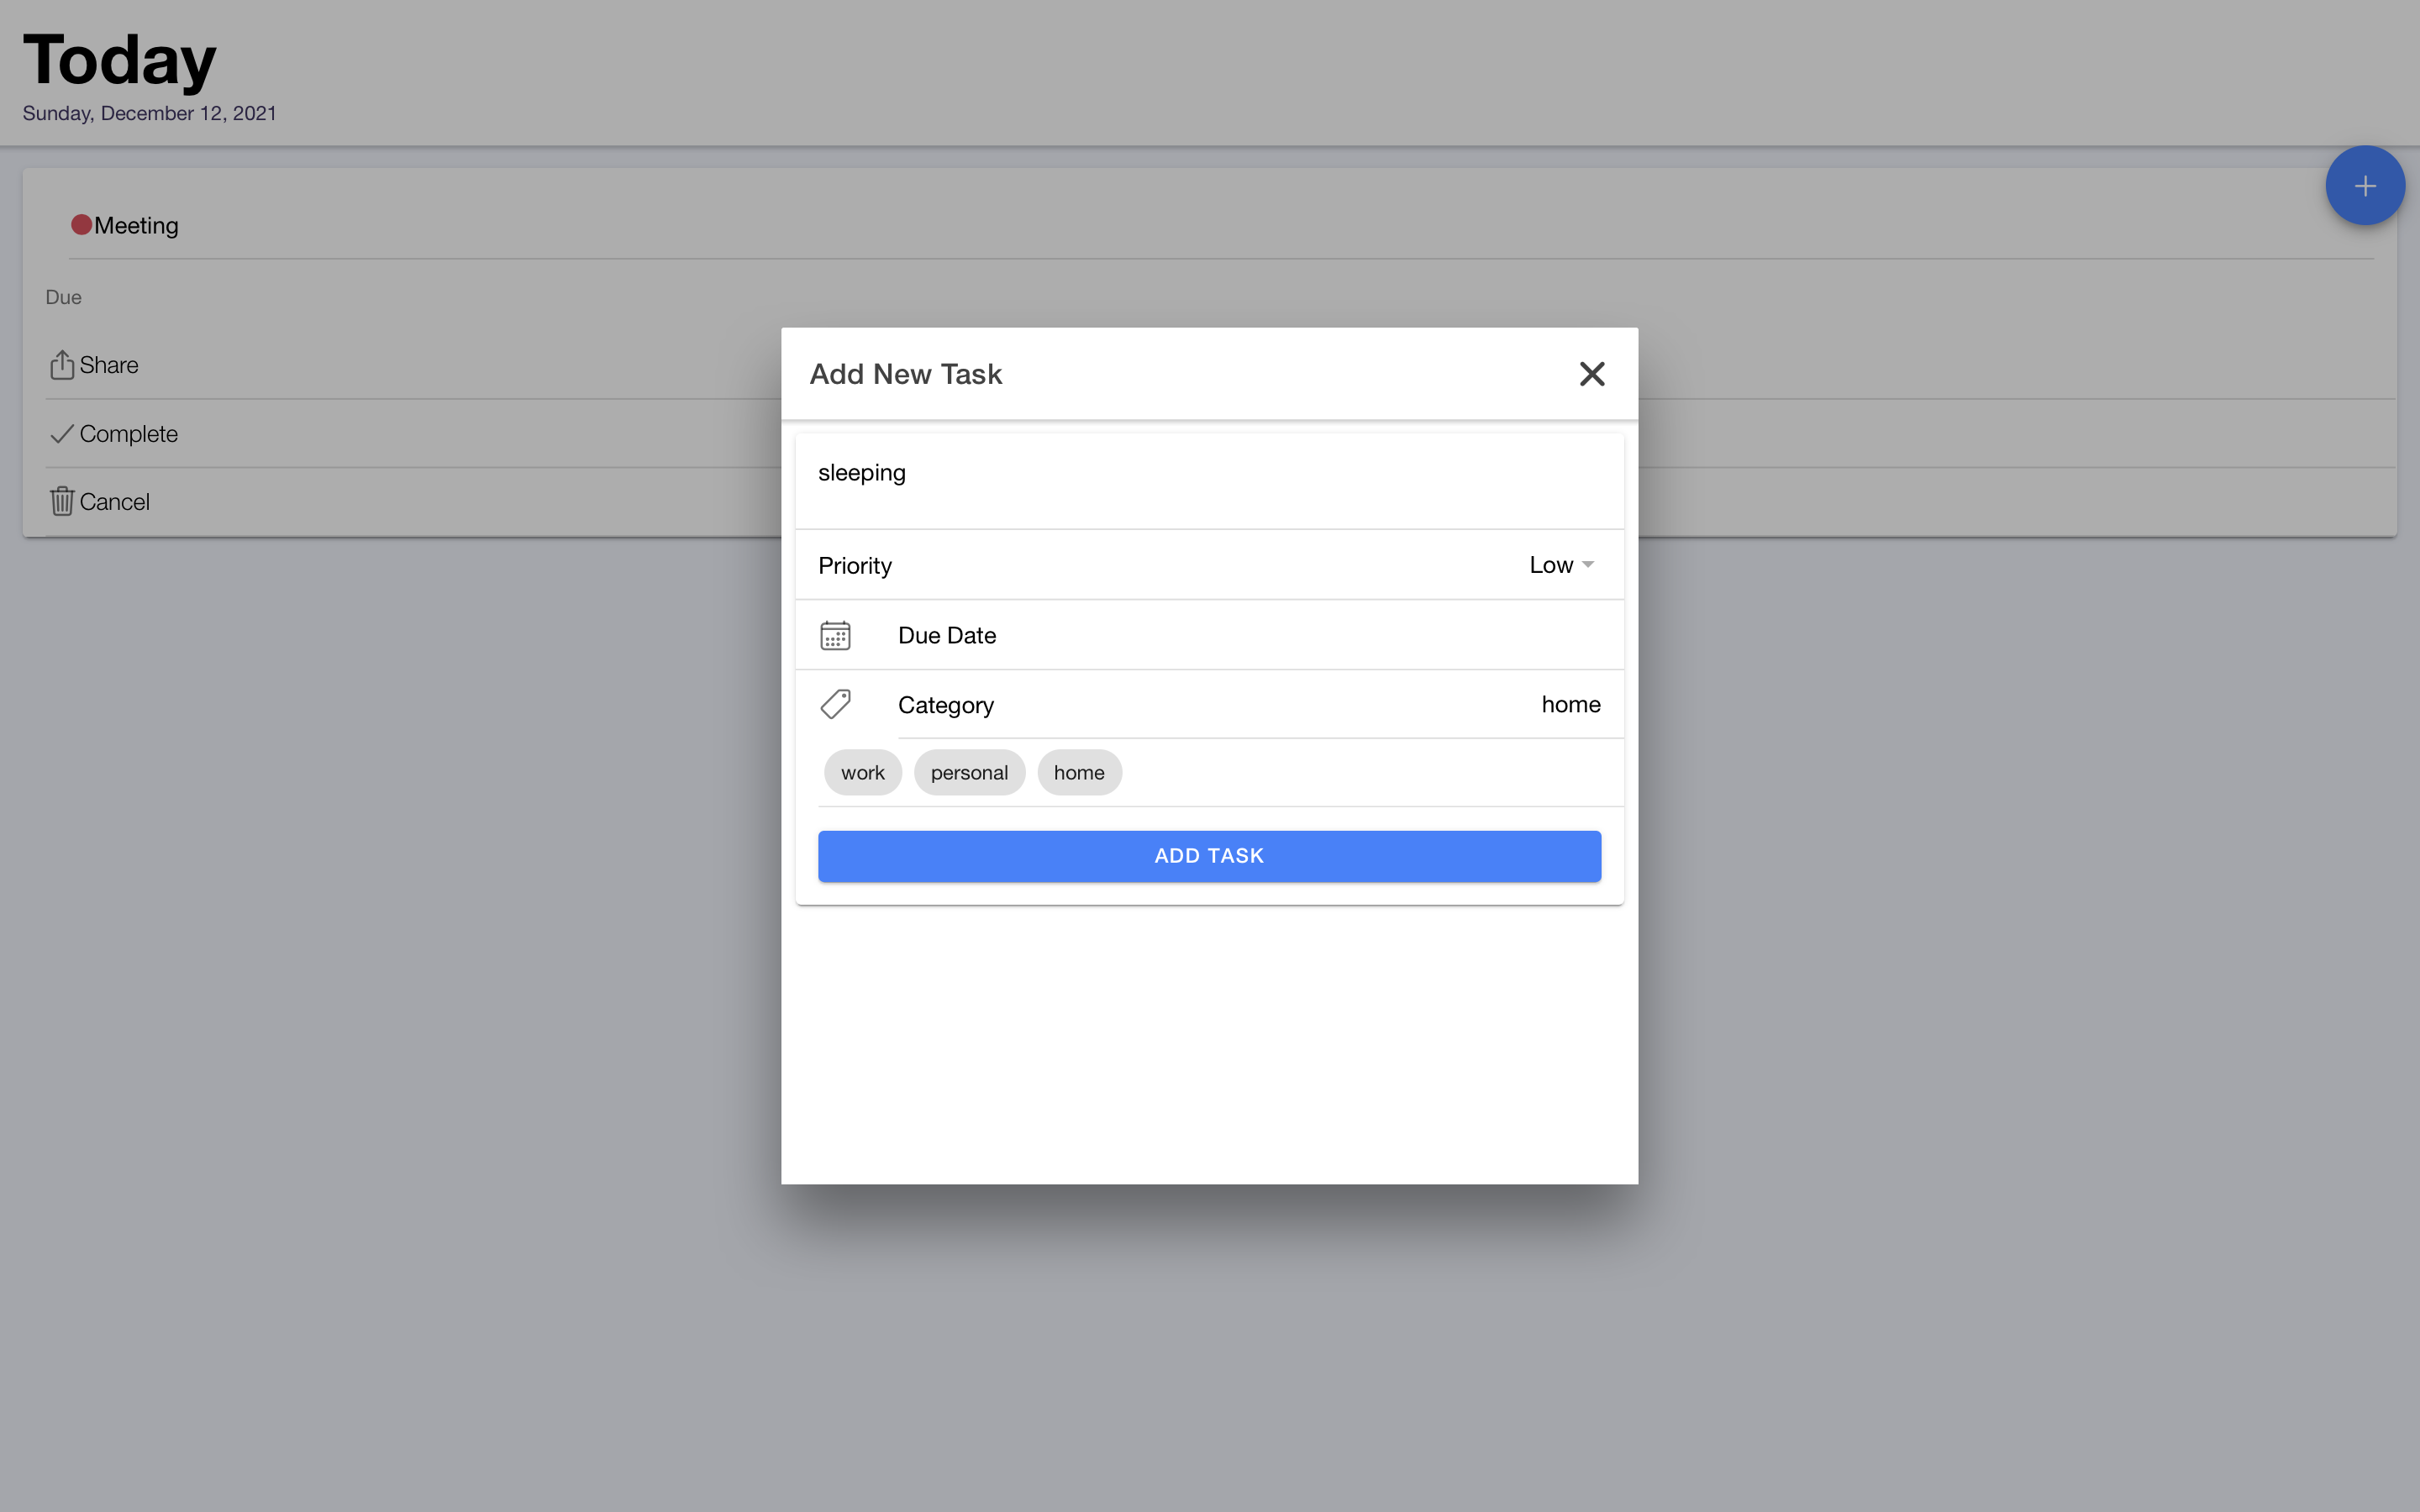 Today
Sunday, December 12, 2021
Meeting
Due
Share
Complete
Cancel
Add New Task
sleeping
Priority Low
Due Date
Category home
work personal home
ADD TASK